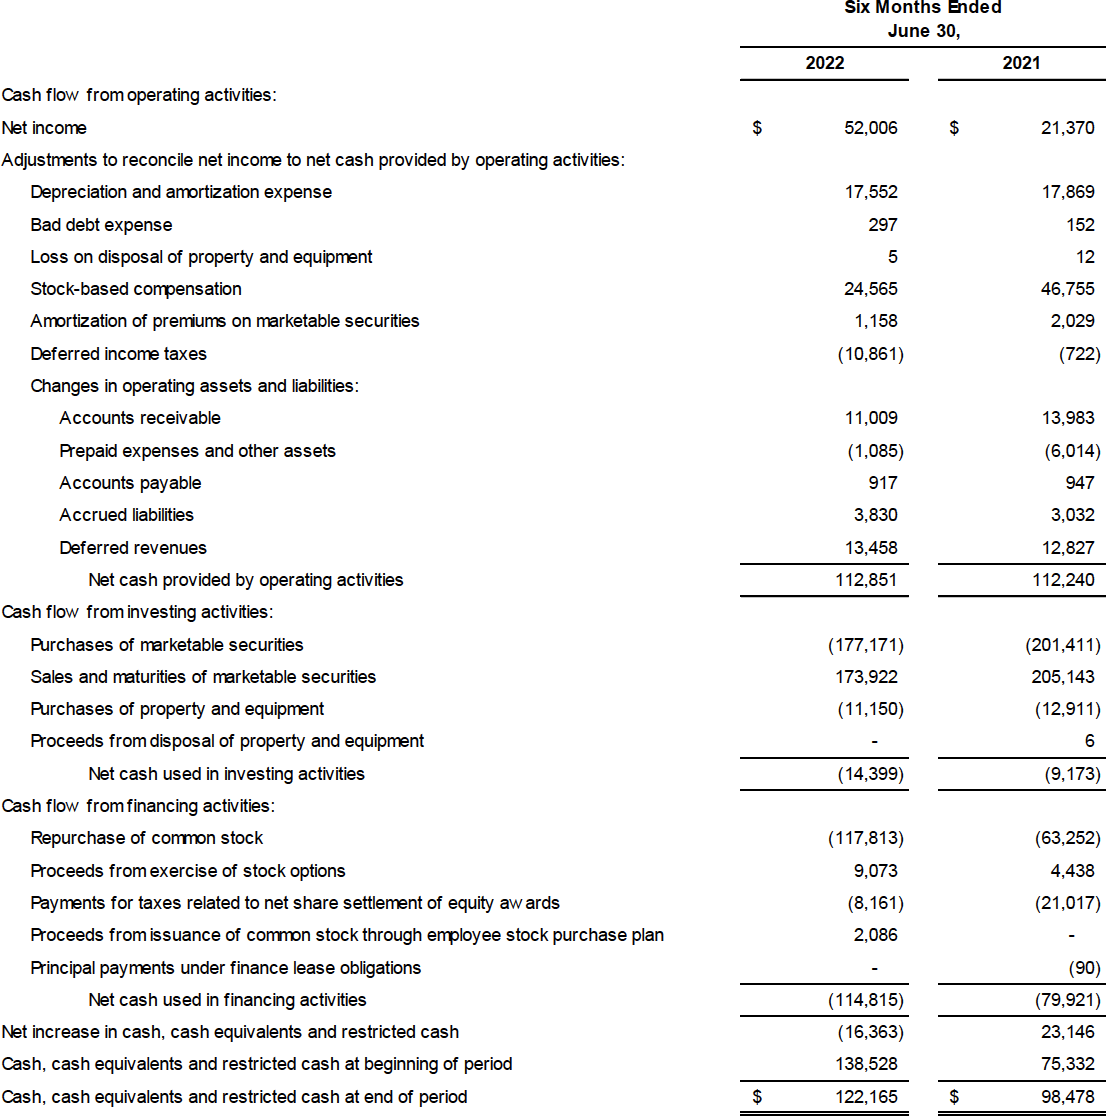 Six Months Ended
June 30,
2022 2021
Cash flow from operating activities:
Net income $ 52,006 $ 21,370
Adjustments to reconcile net income to net cash provided by operating activities:
Depreciation and amortization expense 17,552 17,869
Bad debt expense 297 152
Loss on disposal of property and equipment 5 12
Stock-based compensation 24,565 46,755
Amortization of premiums on marketable securities 1,158 2,029
Deferred income taxes (10,861) (722)
Changes in operating assets and liabilities:
Accounts receivable 11,009 13,983
Prepaid expenses and other assets (1,085) (6,014)
Accounts payable 917 947
Accrued liabilities 3,830 3,032
Deferred revenues 13,458 12,827
Net cash provided by operating activities 112,851 112,240
Cash flow from investing activities:
Purchases of marketable securities (177,171) (201,411)
Sales and maturities of marketable securities 173,922 205,143
Purchases of property and equipment (11,150) (12,911)
Proceeds from disposal of property and equipment - 6
Net cash used in investing activities (14,399) (9,173)
Cash flow from financing activities:
Repurchase of common stock (117,813) (63,252)
Proceeds from exercise of stock options 9,073 4,438
Payments for taxes related to net share settlement of equity awards (8,161) (21,017)
Proceeds from issuance of common stock through employee stock purchase plan 2,086 -
Principal payments under finance lease obligations - (90)
Net cash used in financing activities (114,815) (79,921)
Net increase in cash, cash equivalents and restricted cash (16,363) 23,146
Cash, cash equivalents and restricted cash at beginning of period 138,528 75,332
Cash, cash equivalents and restricted cash at end of period $ 122,165 $ 98,478